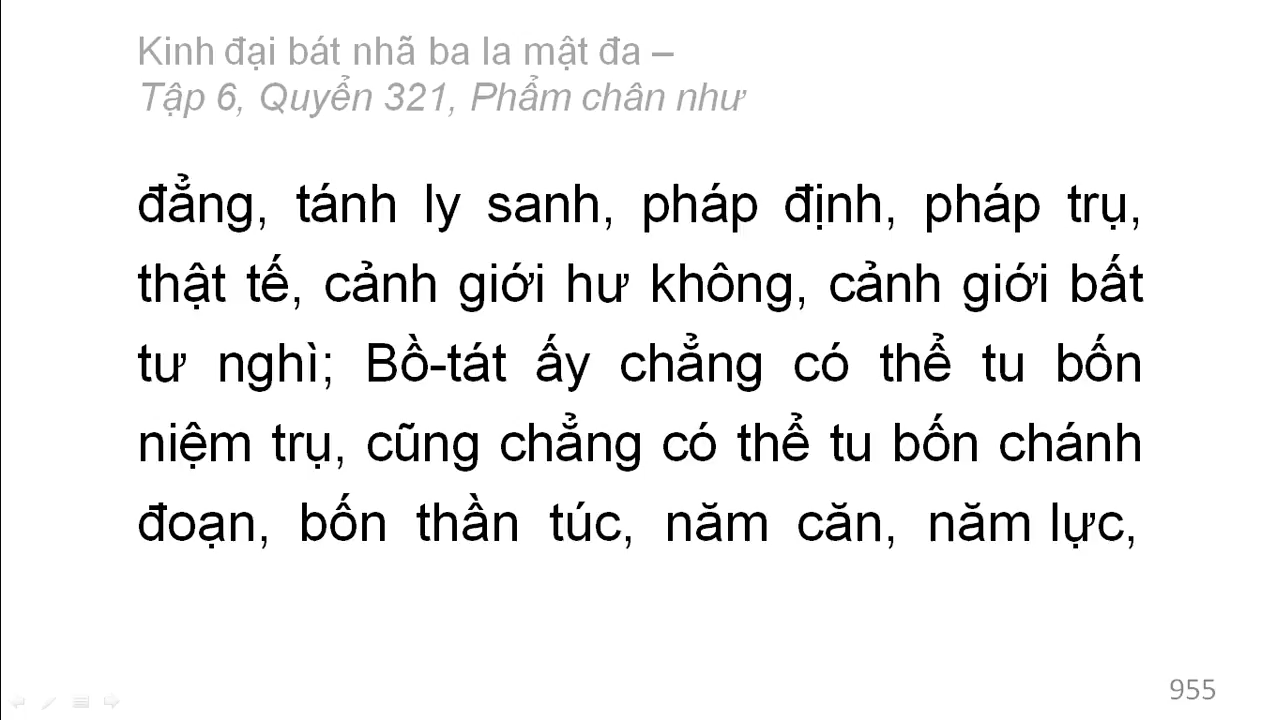 Kinh đại bát nhã ba la mật đa –
Tập 6, Quyển 321, Phẩm chân như
đẳng, tánh ly sanh, pháp định, pháp trụ,
thật tế, cảnh giới hư không, cảnh giới bất
tư nghì; Bồ-tát ấy chẳng có thể tu bốn
niệm trụ, cũng chẳng có thể tu bốn chánh
đoạn, bốn thần túc, năm căn, năm lực,
955